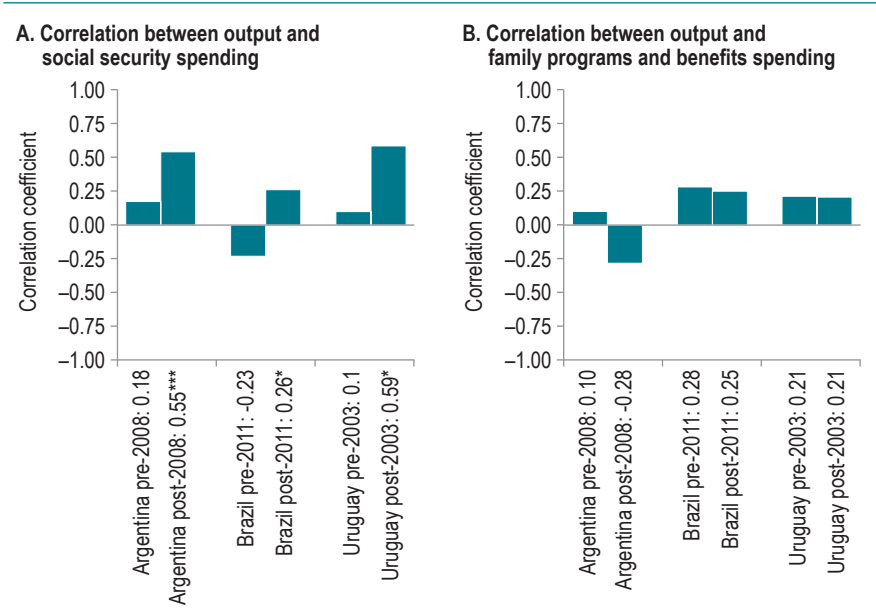 A. Correlation between output and
social security spending
Correlation coefficient
1.00
0.75
0.50
0.25
0.00
–0.25
–0.50
–0.75
–1.00
Argentina pre-2008: 0.18
Argentina post-2008: 0.55***
Brazil pre-2011: -0.23
Brazil post-2011: 0.26*
Uruguay pre-2003: 0.1
Uruguay post-2003: 0.59*
B. Correlation between output and
family programs and benefits spending
Correlation coefficient
1.00
0.75
0.50
0.25
0.00
–0.25
–0.50
–0.75
–1.00
Argentina pre-2008: 0.10
Argentina post-2008: -0.28
Brazil pre-2011: 0.28
Brazil post-2011: 0.25
Uruguay pre-2003: 0.21
Uruguay post-2003: 0.21